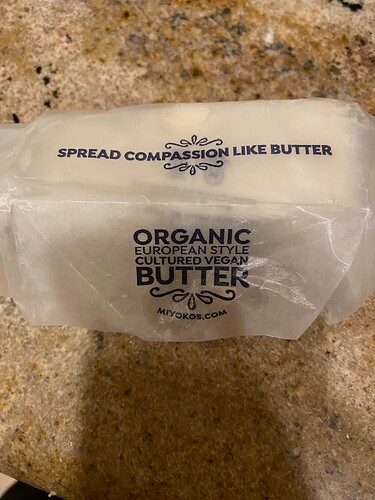 SPREAD COMPASSION LIKE BUTTER
ORGANIC
EUROPEAN STYLE
CULTURED VEGAN
BUTTER
MIYOKOS.COM